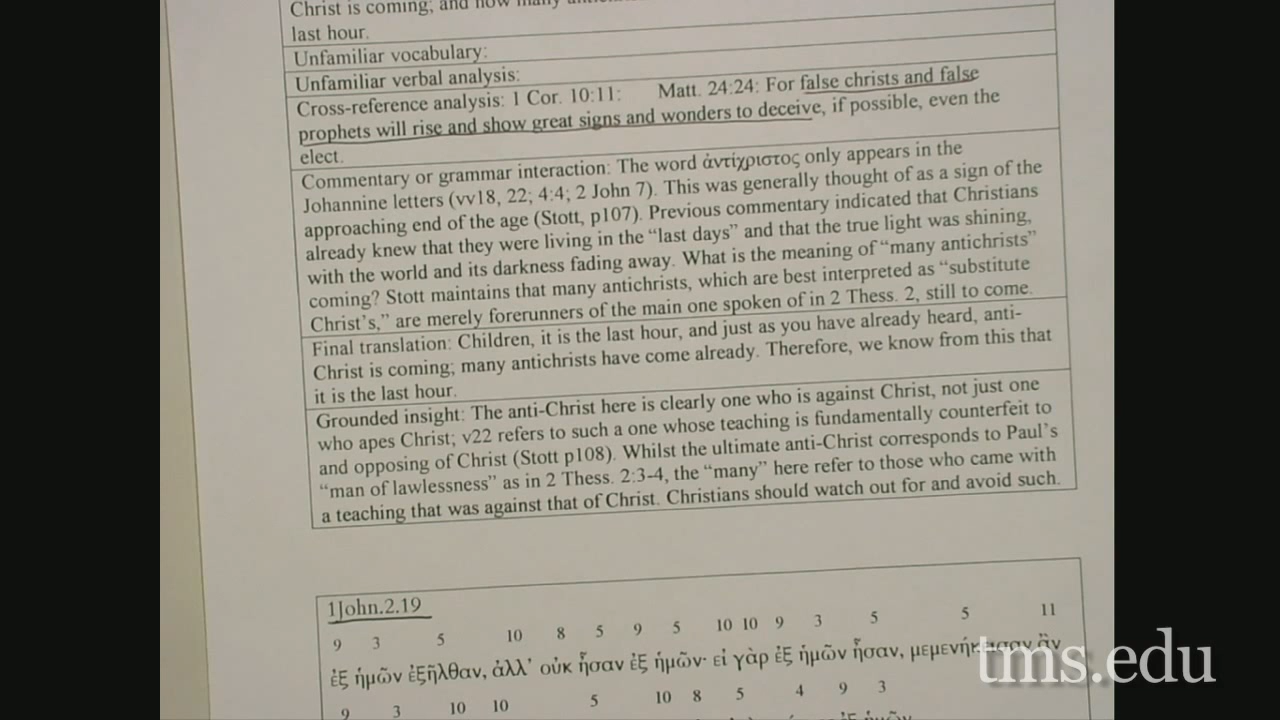 Christ is coming; and how many
last hour.
Unfamiliar vocabulary:
Unfamiliar verbal analysis:
Cross-reference analysis: 1 Cor. 10:11: Matt. 24:24: For false christs and false
prophets will rise and show great signs and wonders to deceive, if possible, even the
elect.
Commentary or grammar interaction: The word ἀντίχριστος only appears in the
Johannine letters (vv18, 22; 4:4; 2 John 7). This was generally thought of as a sign of the
approaching end of the age (Stott, p107). Previous commentary indicated that Christians
already knew that they were living in the “last days” and that the true light was shining,
with the world and its darkness fading away. What is the meaning of “many antichrists”
coming? Stott maintains that many antichrists, which are best interpreted as “substitute
Christ’s,” are merely forerunners of the main one spoken of in 2 Thess. 2, still to come.
Final translation: Children, it is the last hour, and just as you have already heard, anti-
Christ is coming; many antichrists have come already. Therefore, we know from this that
it is the last hour.
Grounded insight: The anti-Christ here is clearly one who is against Christ, not just one
who apes Christ; v22 refers to such a one whose teaching is fundamentally counterfeit to
and opposing of Christ (Stott p108). Whilst the ultimate anti-Christ corresponds to Paul’s
“man of lawlessness” as in 2 Thess. 2:3-4, the “many” here refer to those who came with
a teaching that was against that of Christ. Christians should watch out for and avoid such.
1John.2.19
9 3 5 10 8 5 9 5 10 10 9 3 5 5 11
ἐξ ἡμῶν ἐξῆλθαν, ἀλλ’ οὐκ ἦσαν ἐξ ἡμῶν· εἰ γὰρ ἐξ ἡμῶν ἦσαν, ἂν
tms.edu
9 3 10 10 5 10 8 5 4 9 3